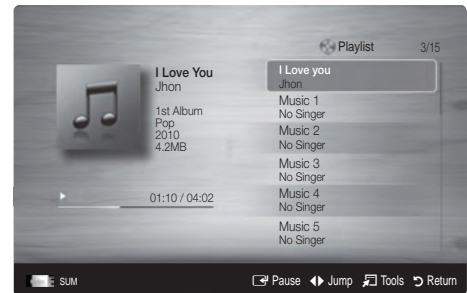 Playlist 3/15
I Love You
Jhon
1st Album
Pop
2010
4.2MB
01:10 / 04:02
I Love you
Jhon
Music 1
No Singer
Music 2
No Singer
Music 3
No Singer
Music 4
No Singer
Music 5
No Singer
SUM
Pause
Jump
Tools
Return